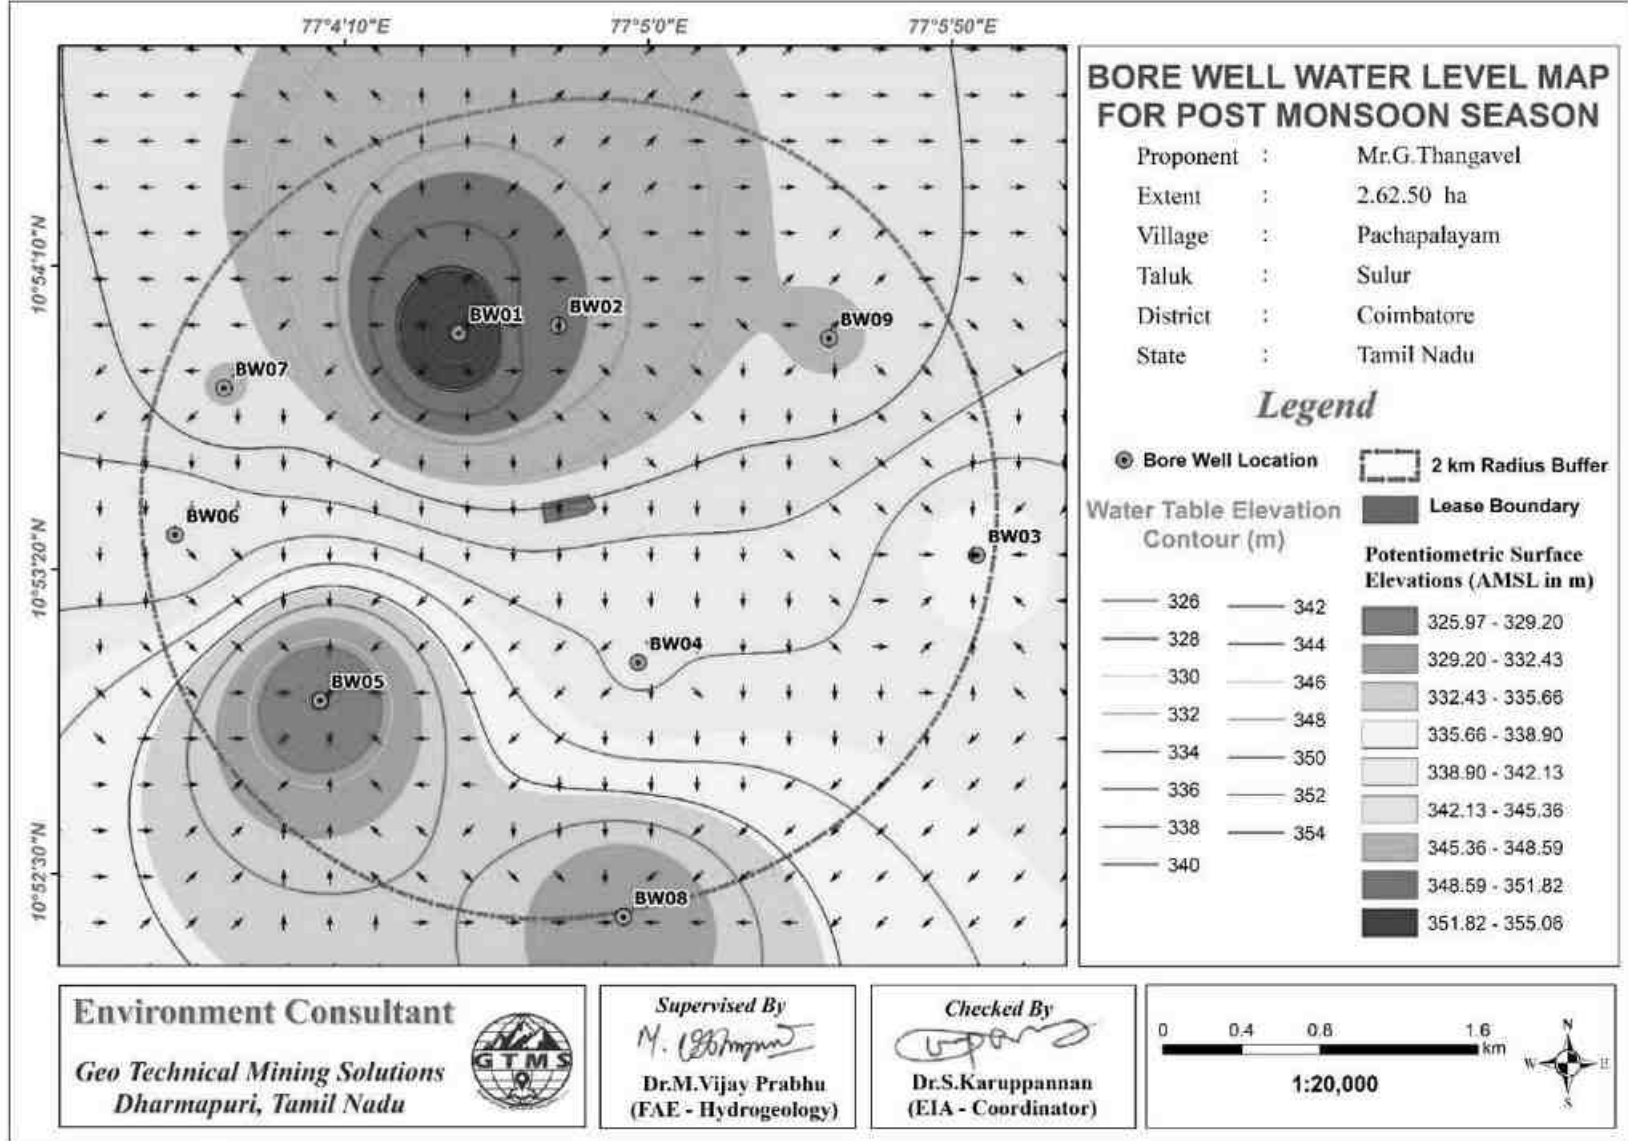 77°4'10"E
77°5'0"E
77°5'50"E
10°54'10"N
10°53'20"N
10°52'30"N
BW01
BW02
BW09
BW07
BW06
BW03
BW04
BW05
BW08
BORE WELL WATER LEVEL MAP
FOR POST MONSOON SEASON
Proponent : Mr.G.Thangavel
Extent : 2.62.50 ha
Village : Pachapalayam
Taluk : Sulur
District : Coimbatore
State : Tamil Nadu
Legend
Bore Well Location
2 km Radius Buffer
Lease Boundary
Water Table Elevation
Contour (m)
326
328
330
332
334
336
338
340
342
344
346
348
350
352
354
Potentiometric Surface
Elevations (AMSL in m)
325.97 - 329.20
329.20 - 332.43
332.43 - 335.66
335.66 - 338.90
338.90 - 342.13
342.13 - 345.36
345.36 - 348.59
348.59 - 351.82
351.82 - 355.06
Environment Consultant
Geo Technical Mining Solutions
Dharmapuri, Tamil Nadu
GTMS
Supervised By
Dr.M.Vijay Prabhu
(FAE - Hydrogeology)
Checked By
Dr.S.Karuppannan
(EIA - Coordinator)
0 0.4 0.8 1.6
km
1:20,000
N
W
E
S